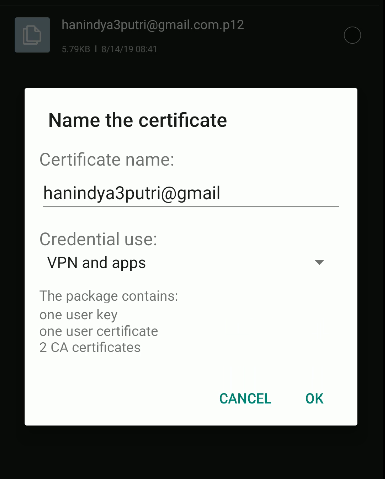 hanindya3putri@gmail.com.p12
5.79KB | 8/14/19 08:41
Name the certificate
Certificate name:
hanindya3putri@gmail
Credential use:
VPN and apps
The package contains:
one user key
one user certificate
2 CA certificates
CANCEL OK